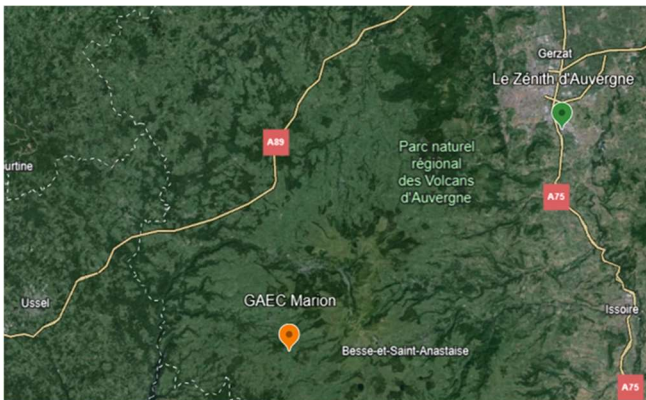 Gerzat
Le Zénith d'Auvergne
A89
Parc naturel
régional
des Volcans
d'Auvergne
ourtine
A75
Ussel
GAEC Marion
Issoire
Besse-et-Saint-Anastaise
A75